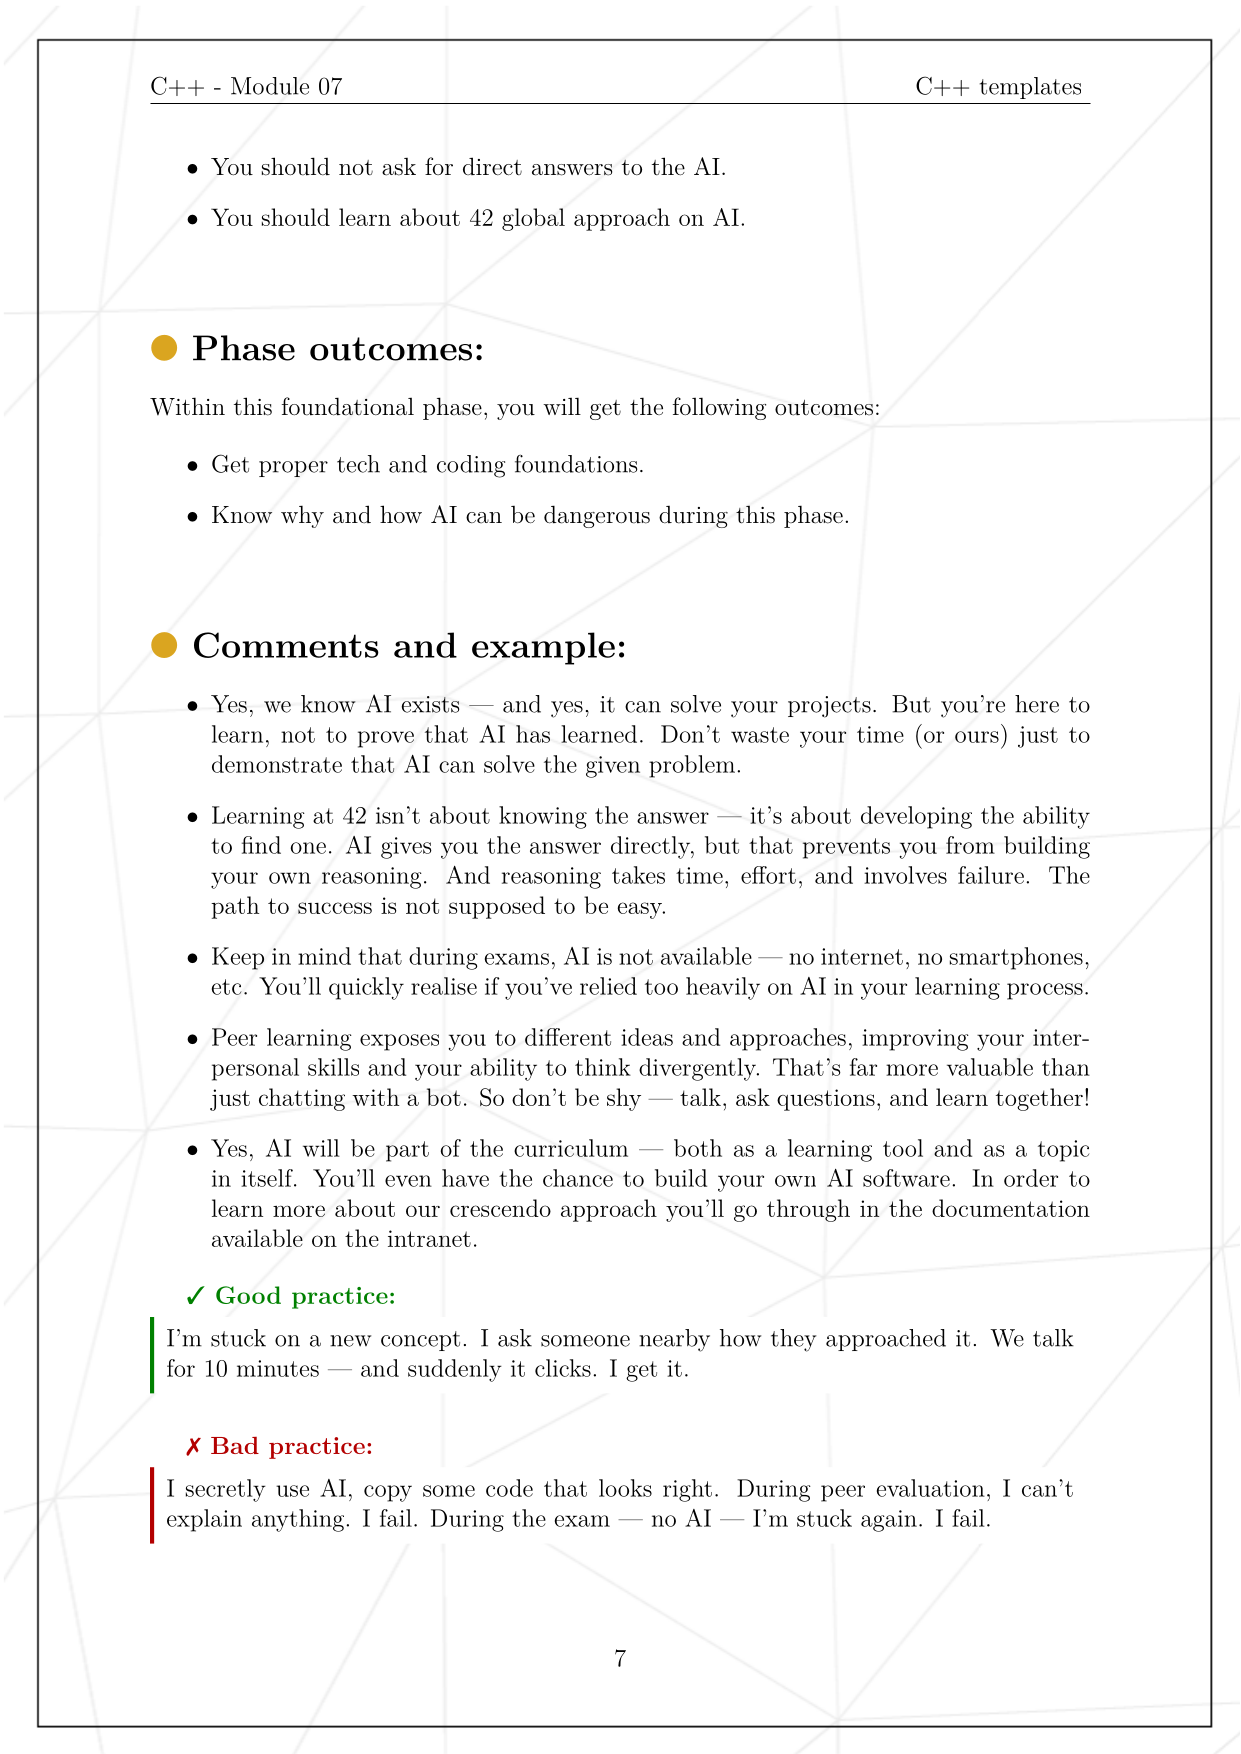 C++ - Module 07 C++ templates
• You should not ask for direct answers to the AI.
• You should learn about 42 global approach on AI.
● Phase outcomes:
Within this foundational phase, you will get the following outcomes:
• Get proper tech and coding foundations.
• Know why and how AI can be dangerous during this phase.
● Comments and example:
• Yes, we know AI exists — and yes, it can solve your projects. But you're here to
learn, not to prove that AI has learned. Don't waste your time (or ours) just to
demonstrate that AI can solve the given problem.
• Learning at 42 isn't about knowing the answer — it's about developing the ability
to find one. AI gives you the answer directly, but that prevents you from building
your own reasoning. And reasoning takes time, effort, and involves failure. The
path to success is not supposed to be easy.
• Keep in mind that during exams, AI is not available — no internet, no smartphones,
etc. You'll quickly realise if you've relied too heavily on AI in your learning process.
• Peer learning exposes you to different ideas and approaches, improving your inter-
personal skills and your ability to think divergently. That's far more valuable than
just chatting with a bot. So don't be shy — talk, ask questions, and learn together!
• Yes, AI will be part of the curriculum — both as a learning tool and as a topic
in itself. You'll even have the chance to build your own AI software. In order to
learn more about our crescendo approach you'll go through in the documentation
available on the intranet.
✓ Good practice:
I'm stuck on a new concept. I ask someone nearby how they approached it. We talk
for 10 minutes — and suddenly it clicks. I get it.
✗ Bad practice:
I secretly use AI, copy some code that looks right. During peer evaluation, I can't
explain anything. I fail. During the exam — no AI — I'm stuck again. I fail.
7